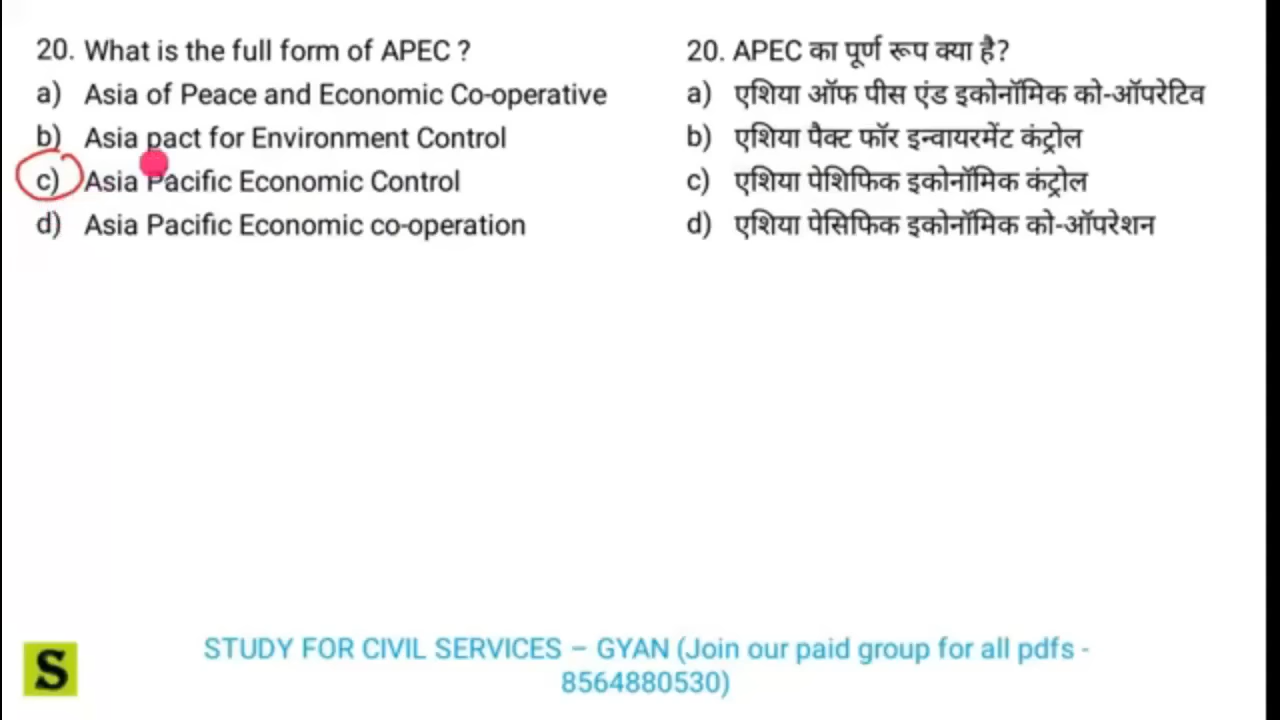 20. What is the full form of APEC ?
a) Asia of Peace and Economic Co-operative
b) Asia pact for Environment Control
c) Asia Pacific Economic Control
d) Asia Pacific Economic co-operation
20. APEC का पूर्ण रूप क्या है?
a) एशिया ऑफ पीस एंड इकोनॉमिक को-ऑपरेटिव
b) एशिया पैक्ट फॉर इन्वायरमेंट कंट्रोल
c) एशिया पेशिफिक इकोनॉमिक कंट्रोल
d) एशिया पेसिफिक इकोनॉमिक को-ऑपरेशन
S
STUDY FOR CIVIL SERVICES – GYAN (Join our paid group for all pdfs -
8564880530)